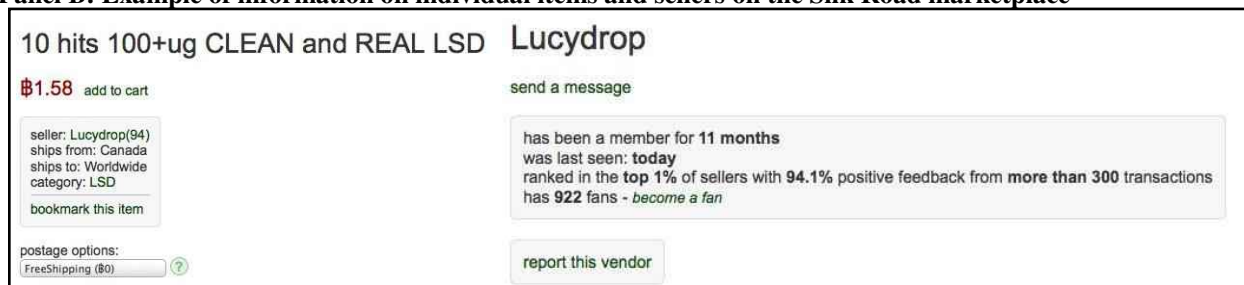 Panel D: Example of information on individual items and sellers on the Silk Road marketplace
10 hits 100+ug CLEAN and REAL LSD
฿1.58 add to cart
seller: Lucydrop(94)
ships from: Canada
ships to: Worldwide
category: LSD
bookmark this item
postage options:
FreeShipping (฿0)
?
Lucydrop
send a message
has been a member for 11 months
was last seen: today
ranked in the top 1% of sellers with 94.1% positive feedback from more than 300 transactions
has 922 fans - become a fan
report this vendor